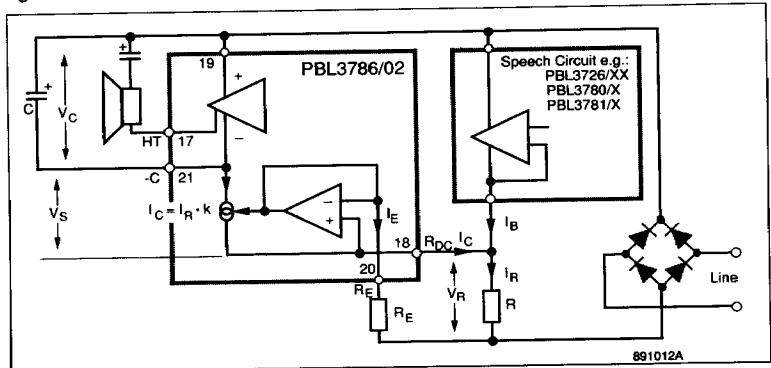 19
PBL3786/02
Speech Circuit e.g.:
PBL3726/XX
PBL3780/X
PBL3781/X
+
+
+
C
V_C
HT
17
−
-C
21
V_S
I_C = I_R · k
−
+
I_E
18
R_DC
I_C
I_B
20
R_E
R_E
V_R
I_R
R
Line
891012A